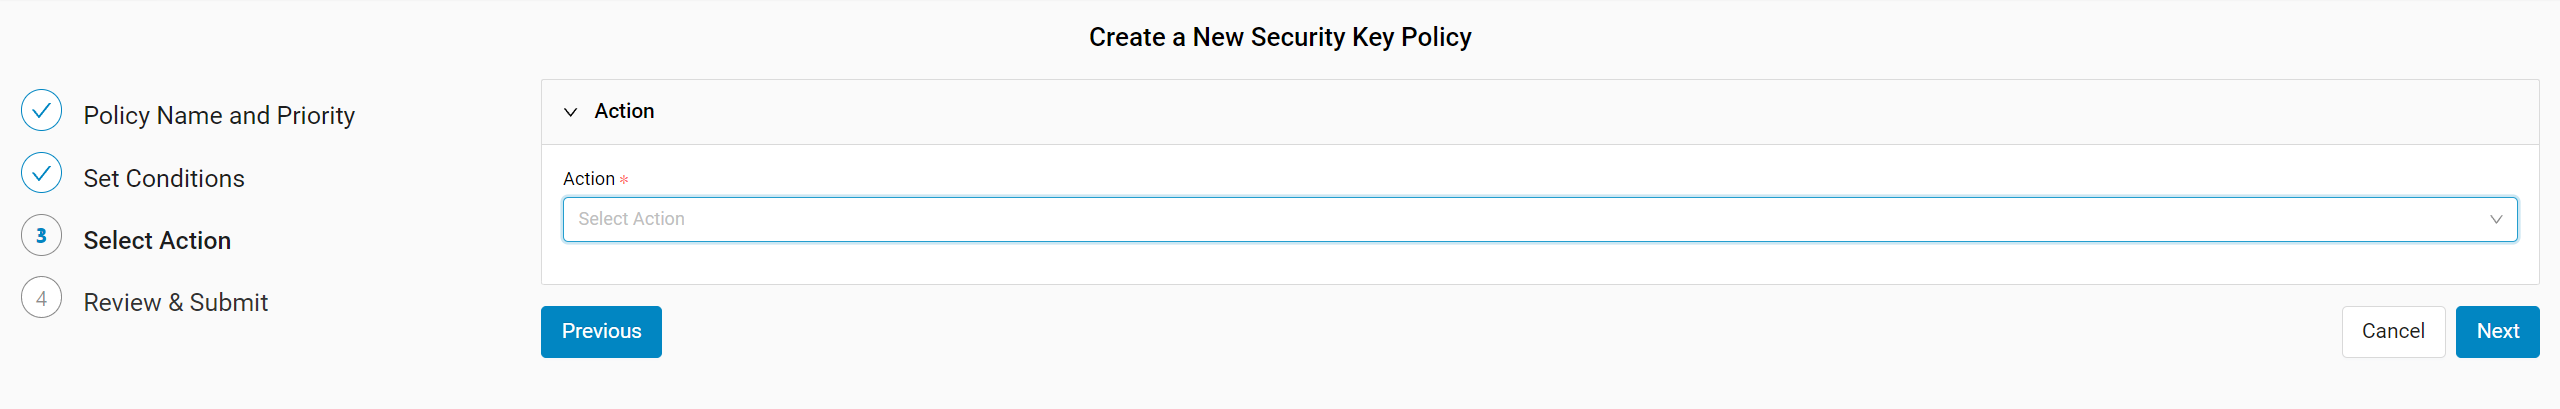 Create a New Security Key Policy
Policy Name and Priority
Set Conditions
3 Select Action
4 Review & Submit
Action
Action *
Select Action
Previous
Cancel
Next